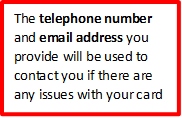 The telephone number
and email address you
provide will be used to
contact you if there are
any issues with your card